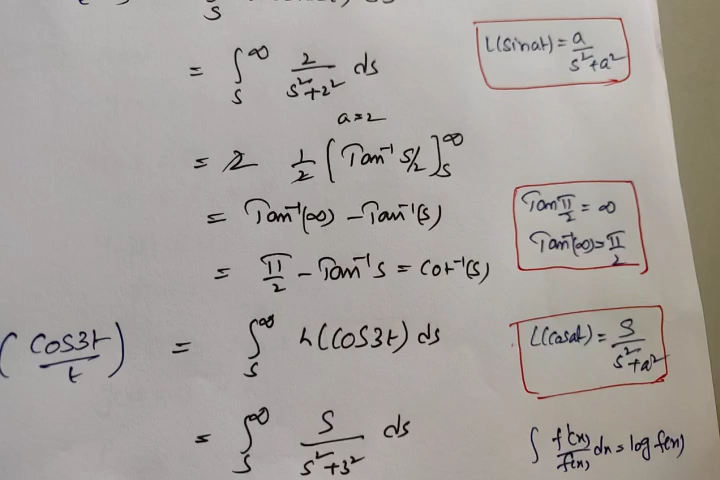 = ∫_S^∞ 2/(s²+2²) ds
L(sinat) = a/(s²+a²)
a=2
= 2 1/2 [Tan⁻¹ S/2]_S^∞
= Tan⁻¹(∞) - Tan⁻¹(s)
Tan π/2 = ∞
Tan⁻¹(∞) = π/2
= π/2 - Tan⁻¹ s = Cot⁻¹(s)
(COS3t/t) = ∫_S^∞ L(COS3t) ds
L(cosat) = S/(s²+a²)
= ∫_S^∞ S/(s²+3²) ds
∫ f'(x)/f(x) dx = log f(x)